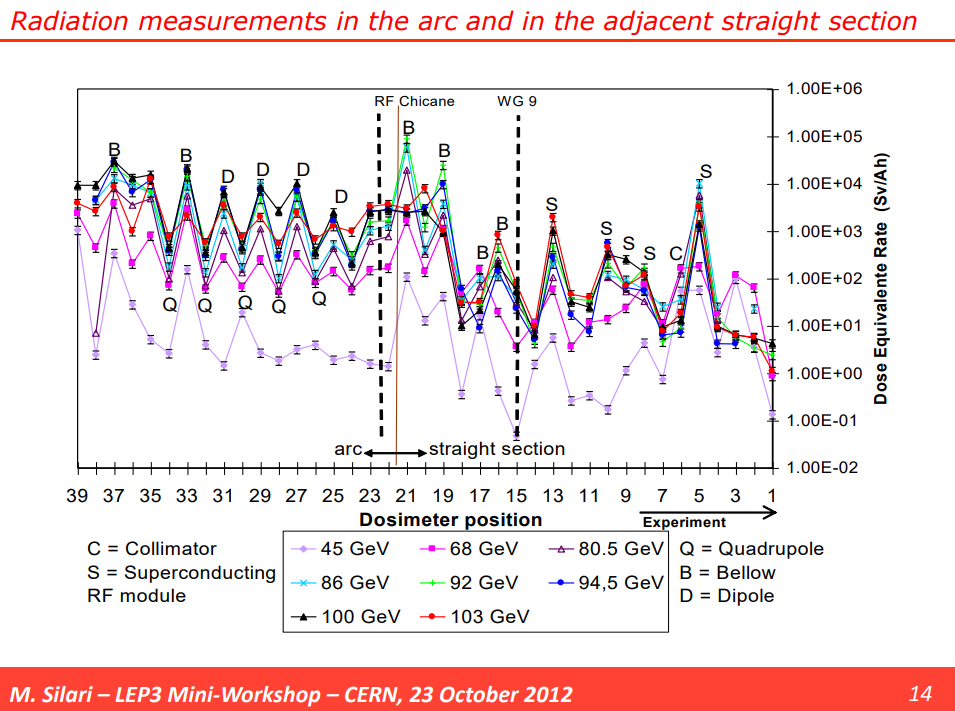 Radiation measurements in the arc and in the adjacent straight section
RF Chicane WG 9
1.00E+06
1.00E+05
1.00E+04
1.00E+03
1.00E+02
1.00E+01
1.00E+00
1.00E-01
1.00E-02
Dose Equivalente Rate (Sv/Ah)
B B D D D D B B B B S S S S C S
Q Q Q Q Q
arc straight section
39 37 35 33 31 29 27 25 23 21 19 17 15 13 11 9 7 5 3 1
Dosimeter position
Experiment
C = Collimator
S = Superconducting
RF module
45 GeV 68 GeV 80.5 GeV
86 GeV 92 GeV 94,5 GeV
100 GeV 103 GeV
Q = Quadrupole
B = Bellow
D = Dipole
M. Silari – LEP3 Mini-Workshop – CERN, 23 October 2012
14